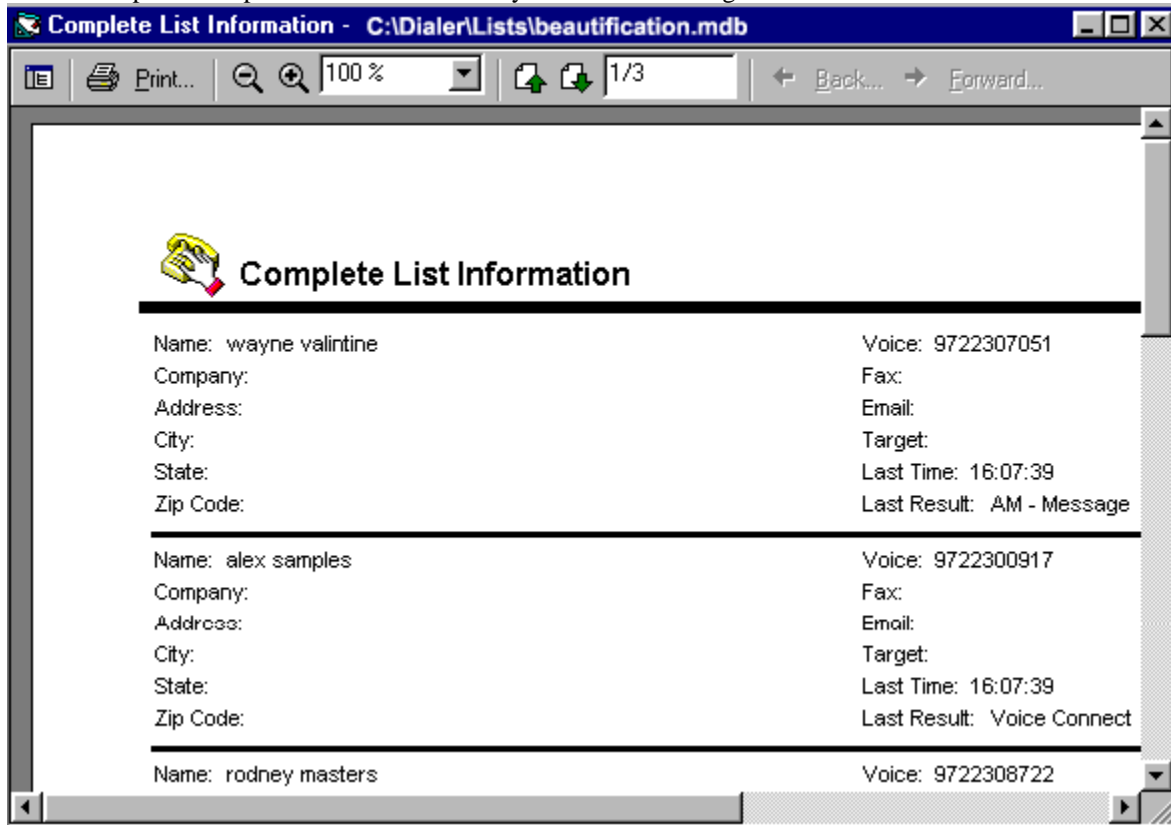 Complete List Information - C:\Dialer\Lists\beautification.mdb
Print... 100 % 1/3 Back... Forward...
Complete List Information
Name: wayne valintine Voice: 9722307051
Company: Fax:
Address: Email:
City: Target:
State: Last Time: 16:07:39
Zip Code: Last Result: AM - Message
Name: alex samples Voice: 9722300917
Company: Fax:
Address: Email:
City: Target:
State: Last Time: 16:07:39
Zip Code: Last Result: Voice Connect
Name: rodney masters Voice: 9722308722